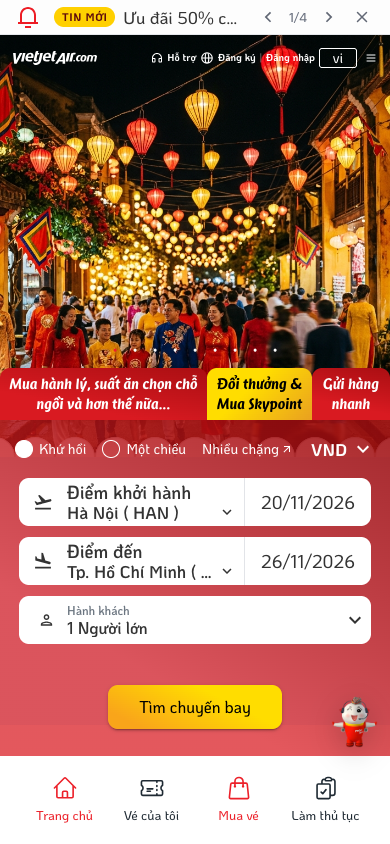 TIN MỚI
Ưu đãi 50% c...
1/4
vietjetAir.com
Hỗ trợ
Đăng ký | Đăng nhập
vi
Mua hành lý, suất ăn chọn chỗ
ngồi và hơn thế nữa...
Đổi thưởng &
Mua Skypoint
Gửi hàng
nhanh
Khứ hồi
Một chiều
Nhiều chặng
VND
Điểm khởi hành
Hà Nội ( HAN )
20/11/2026
Điểm đến
Tp. Hồ Chí Minh ( ...
26/11/2026
Hành khách
1 Người lớn
Tìm chuyến bay
Trang chủ
Vé của tôi
Mua vé
Làm thủ tục